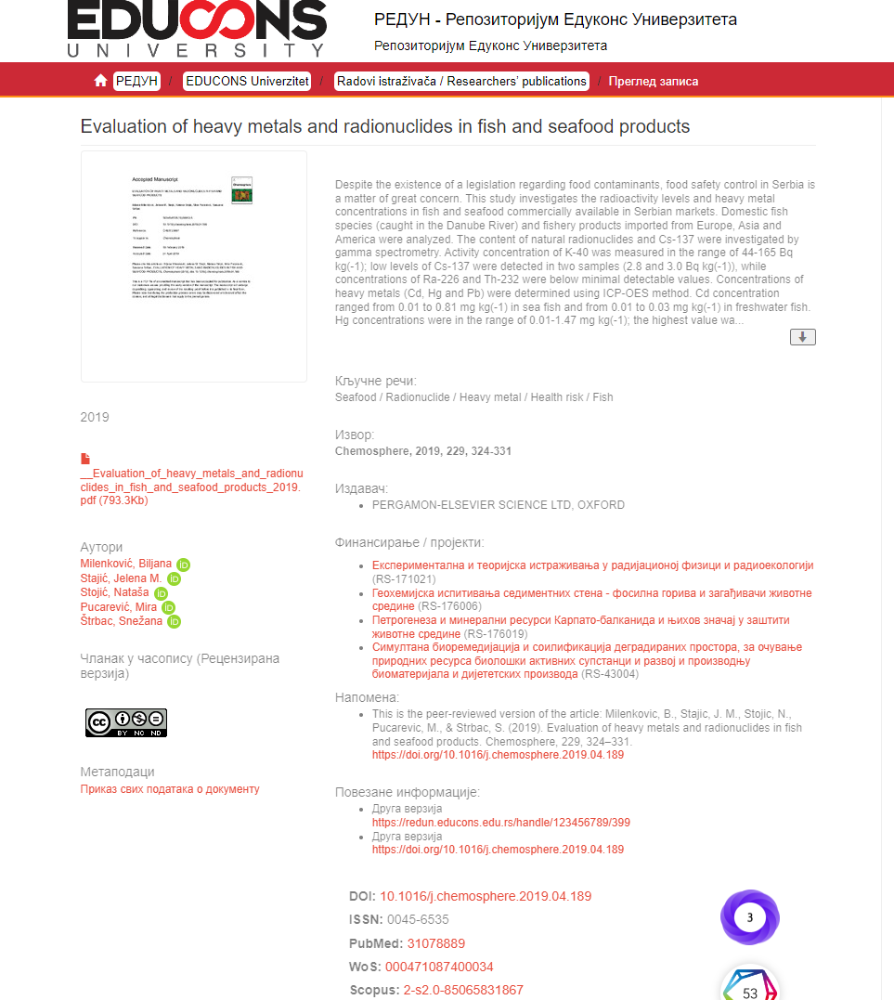 EDUCONS
UNIVERSITY
РЕДУН - Репозиторијум Едуконс Универзитета
Репозиторијум Едуконс Универзитета
РЕДУН / EDUCONS Univerzitet / Radovi istraživača / Researchers' publications / Преглед записа
Evaluation of heavy metals and radionuclides in fish and seafood products
Accepted Manuscript
Chemosphere
2019
__Evaluation_of_heavy_metals_and_radionu
clides_in_fish_and_seafood_products_2019.
pdf (793.3Kb)
Аутори
Milenković, Biljana iD
Stajić, Jelena M. iD
Stojić, Nataša iD
Pucarević, Mira iD
Štrbac, Snežana iD
Чланак у часопису (Рецензирана
верзија)
cc BY NC ND
Метаподаци
Приказ свих података о документу
Despite the existence of a legislation regarding food contaminants, food safety control in Serbia is
a matter of great concern. This study investigates the radioactivity levels and heavy metal
concentrations in fish and seafood commercially available in Serbian markets. Domestic fish
species (caught in the Danube River) and fishery products imported from Europe, Asia and
America were analyzed. The content of natural radionuclides and Cs-137 were investigated by
gamma spectrometry. Activity concentration of K-40 was measured in the range of 44-165 Bq
kg(-1); low levels of Cs-137 were detected in two samples (2.8 and 3.0 Bq kg(-1)), while
concentrations of Ra-226 and Th-232 were below minimal detectable values. Concentrations of
heavy metals (Cd, Hg and Pb) were determined using ICP-OES method. Cd concentration
ranged from 0.01 to 0.81 mg kg(-1) in sea fish and from 0.01 to 0.03 mg kg(-1) in freshwater fish.
Hg concentrations were in the range of 0.01-1.47 mg kg(-1); the highest value wa...
Кључне речи:
Seafood / Radionuclide / Heavy metal / Health risk / Fish
Извор:
Chemosphere, 2019, 229, 324-331
Издавач:
PERGAMON-ELSEVIER SCIENCE LTD, OXFORD
Финансирање / пројекти:
Експериментална и теоријска истраживања у радијационој физици и радиоекологији
(RS-171021)
Геохемијска испитивања седиментних стена - фосилна горива и загађивачи животне
средине (RS-176006)
Петрогенеза и минерални ресурси Карпато-балканида и њихов значај у заштити
животне средине (RS-176019)
Симултана биоремедијација и соилификација деградираних простора, за очување
природних ресурса биолошки активних супстанци и развој и производњу
биоматеријала и дијететских производа (RS-43004)
Напомена:
This is the peer-reviewed version of the article: Milenkovic, B., Stajic, J. M., Stojic, N.,
Pucarevic, M., & Strbac, S. (2019). Evaluation of heavy metals and radionuclides in fish
and seafood products. Chemosphere, 229, 324–331.
https://doi.org/10.1016/j.chemosphere.2019.04.189
Повезане информације:
Друга верзија
https://redun.educons.edu.rs/handle/123456789/399
Друга верзија
https://doi.org/10.1016/j.chemosphere.2019.04.189
DOI: 10.1016/j.chemosphere.2019.04.189
ISSN: 0045-6535
PubMed: 31078889
WoS: 000471087400034
Scopus: 2-s2.0-85065831867
3
53